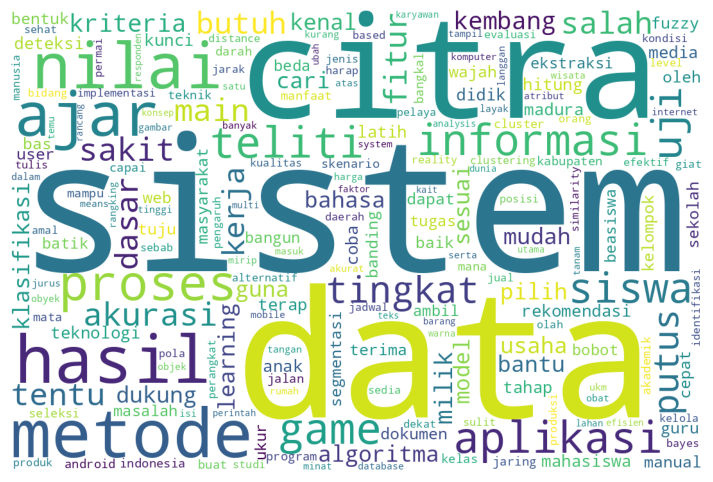 bentuk
kriteria
butuh
kenal
kurang
karyawan
kembang
salah
fuzzy
sehat
kunci
distance
based
tampil
evaluasi
kondisi
deteksi
darah
beda
jenis
komputer
langgan
ekstraksi
media
manusia
nilai
citra
fitur
wajah
responden
permai
jarak
cari
harap
bangkalan
wisata
level
ubah
bidang
implementasi
satu
manfaat
atas
didik
hitung
atribut
oleh
uji
ajar
rancang
konsep
teknik
main
latih
pelaya
madura
orang
internet
temu
gambar
banyak
analysis
cluster
layak
bas
teliti
informasi
user
sakit
system
tulis
capai
kualitas
skenario
reality
clustering
kabupaten
efektif
giat
dalam
sistem
mampu
means
rangking
tinggi
web
masyarakat
pengaruh
kerja
harga
faktor
bahasa
kait
dunia
dapat
sesuai
posisi
similarity
beasiswa
kelompok
sekolah
klasifikasi
amal
dasar
tuju
multi
daerah
tugas
mudah
batik
sebab
bangun
coba
banding
baik
serta
mana
utama
tanam
identifikasi
jurus
obyek
proses
mirip
masuk
alternatif
akurat
guna
tingkat
jual
siswa
mata
akurasi
terap
pilih
rekomendasi
teknologi
mobile
jadwal
teks
ambil
barang
olah
putus
akademik
hasil
pola
objek
perangkat
learning
tangan
data
segmentasi
warna
terima
milik
model
usaha
bobot
cepat
tentu
dukung
anak
jalan
rumah
sedia
tahap
bantu
ukm
obat
produksi
seleksi
masalah
isi
perintah
ukur
game
dekat
dokumen
sulit
lahan
efisien
kelola
guru
metode
algoritma
aplikasi
bayes
produk
android
indonesia
buat
studi
program
minat
database
kelas
jaring
mahasiswa
manual